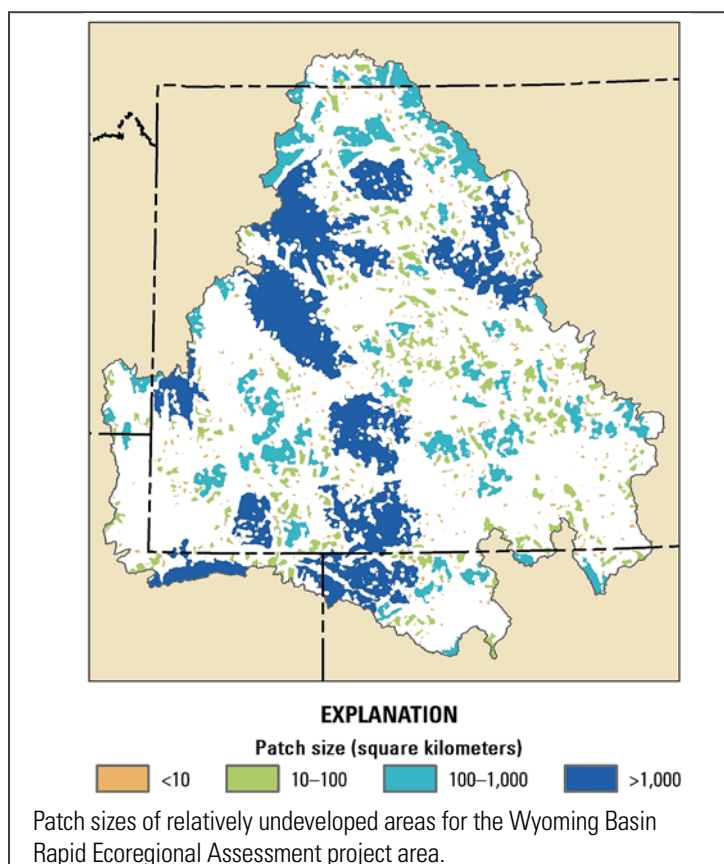 EXPLANATION
Patch size (square kilometers)
<10 10–100 100–1,000 >1,000
Patch sizes of relatively undeveloped areas for the Wyoming Basin
Rapid Ecoregional Assessment project area.